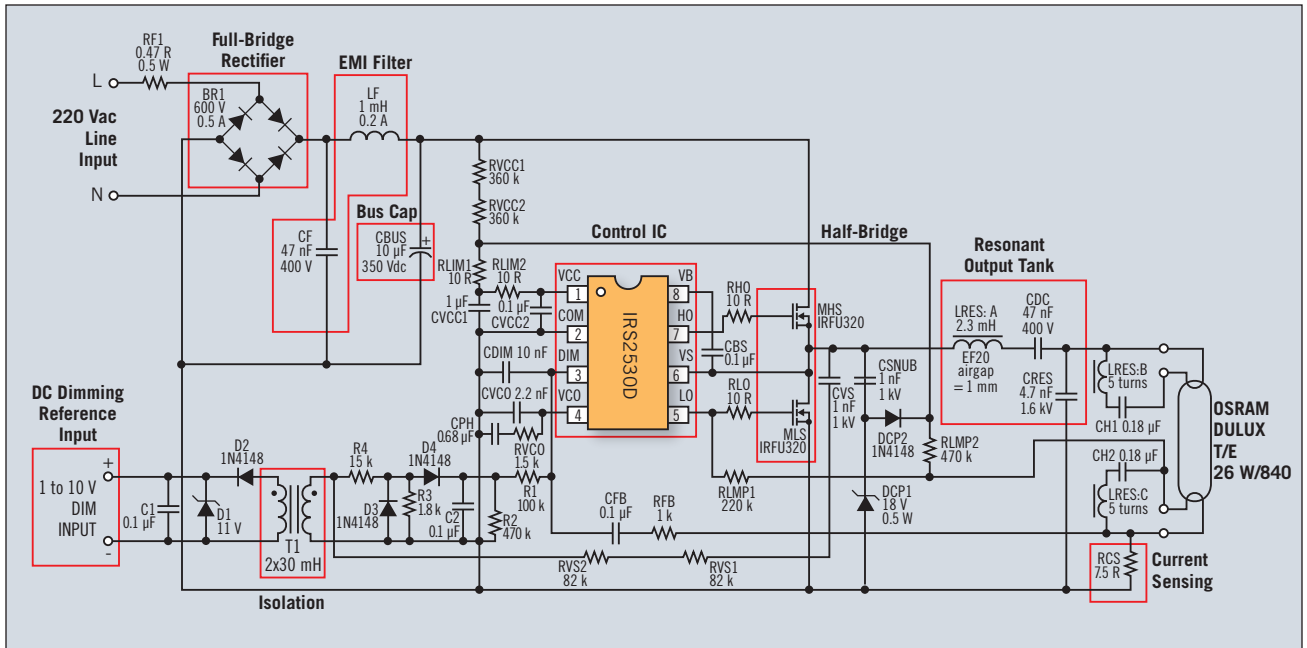 Full-Bridge
Rectifier
RF1
0.47 R
0.5 W
L
220 Vac
Line
Input
N
BR1
600 V
0.5 A
EMI Filter
LF
1 mH
0.2 A
CF
47 nF
400 V
Bus Cap
CBUS
10 µF
350 Vdc
+
RVCC1
360 k
RVCC2
360 k
RLIM1
10 R
RLIM2
10 R
1 µF
CVCC1
0.1 µF
CVCC2
CDIM 10 nF
CVCO 2.2 nF
CPH
0.68 µF
RVCO
1.5 k
Control IC
VCC
1
COM
2
DIM
3
VCO
4
IRS2530D
VB
8
HO
7
VS
6
LO
5
Half-Bridge
RHO
10 R
MHS
IRFU320
CBS
0.1 µF
RLO
10 R
MLS
IRFU320
CVS
1 nF
1 kV
CSNUB
1 nF
1 kV
DCP2
1N4148
DCP1
18 V
0.5 W
RLMP2
470 k
RLMP1
220 k
Resonant
Output Tank
LRES: A
2.3 mH
EF20
airgap
= 1 mm
CDC
47 nF
400 V
CRES
4.7 nF
1.6 kV
LRES:B
5 turns
CH1 0.18 µF
CH2 0.18 µF
LRES:C
5 turns
OSRAM
DULUX
T/E
26 W/840
RCS
7.5 R
Current
Sensing
DC Dimming
Reference
Input
+
1 to 10 V
DIM
INPUT
-
C1
0.1 µF
D1
11 V
D2
1N4148
T1
2x30 mH
Isolation
R4
15 k
D3
1N4148
R3
1.8 k
D4
1N4148
C2
0.1 µF
R2
470 k
R1
100 k
CFB
0.1 µF
RFB
1 k
RVS2
82 k
RVS1
82 k